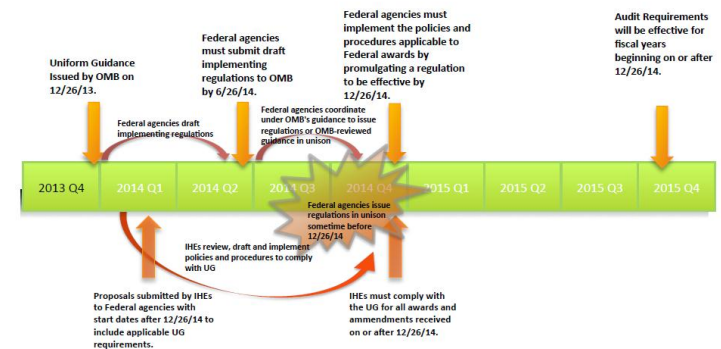 Uniform Guidance
Issued by OMB on
12/26/13.
Federal agencies
must submit draft
implementing
regulations to OMB
by 6/26/14.
Federal agencies must
implement the policies and
procedures applicable to
Federal awards by
promulgating a regulation
to be effective by
12/26/14.
Audit Requirements
will be effective for
fiscal years
beginning on or after
12/26/14.
Federal agencies draft
implementing regulations
Federal agencies coordinate
under OMB's guidance to issue
regulations or OMB-reviewed
guidance in unison
2013 Q4
2014 Q1
2014 Q2
2014 Q3
2014 Q4
2015 Q1
2015 Q2
2015 Q3
2015 Q4
Federal agencies issue
regulations in unison
sometime before
12/26/14
IHEs review, draft and implement
policies and procedures to comply
with UG
Proposals submitted by IHEs
to Federal agencies with
start dates after 12/26/14 to
include applicable UG
requirements.
IHEs must comply with
the UG for all awards and
ammendments received
on or after 12/26/14.